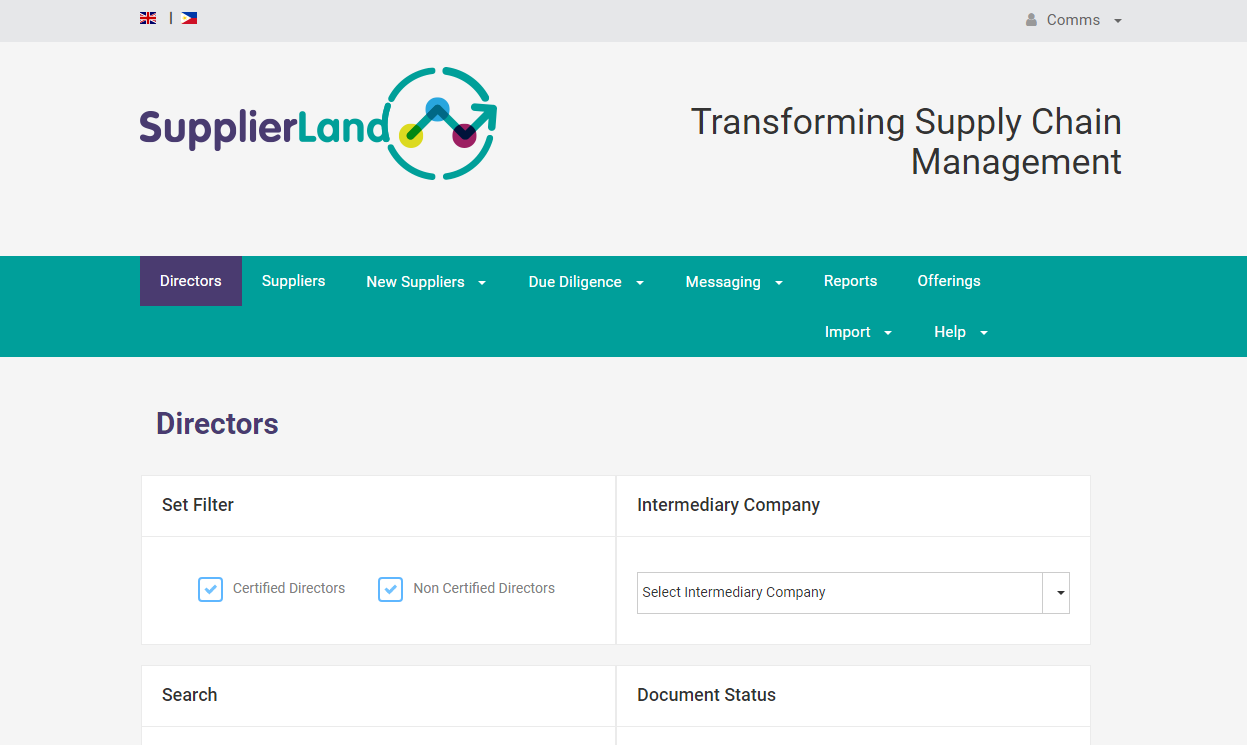 | Comms
SupplierLand
Transforming Supply Chain
Management
Directors Suppliers New Suppliers Due Diligence Messaging Reports Offerings
Import Help
Directors
Set Filter
Intermediary Company
Certified Directors Non Certified Directors
Select Intermediary Company
Search
Document Status